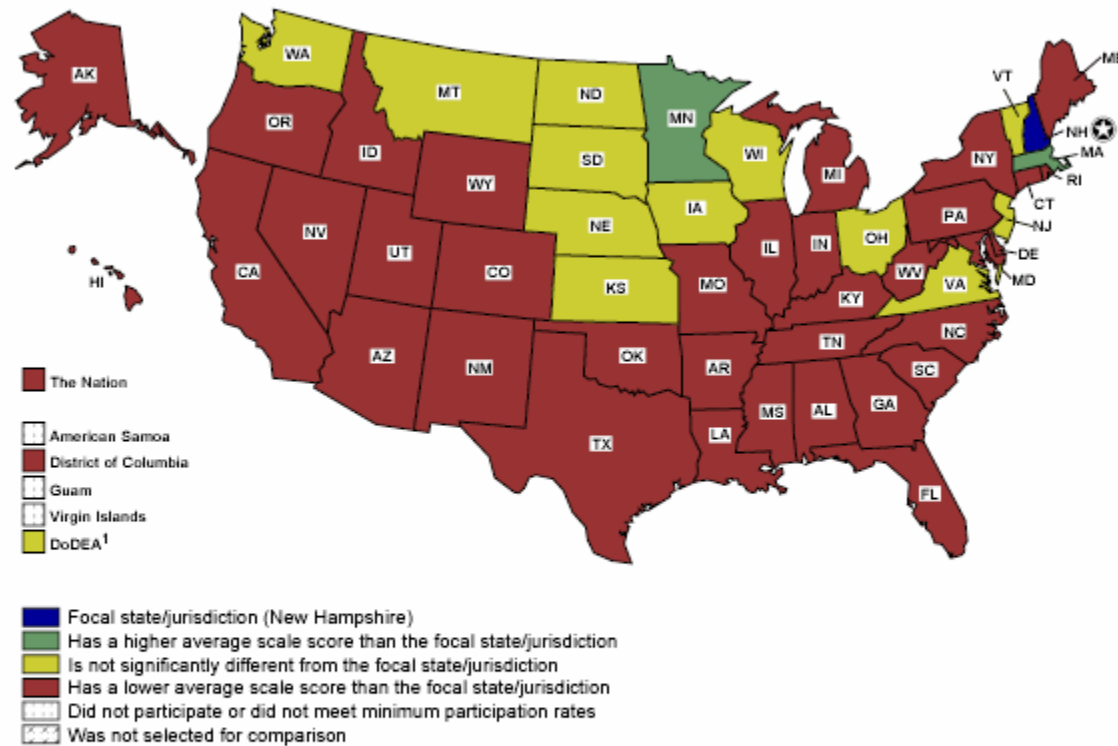 AK
WA
MT
ND
MN
VT
ME
OR
ID
SD
WI
NH
MA
WY
MI
NY
RI
CT
NE
IA
PA
NJ
NV
UT
CO
IL
IN
OH
DE
MD
CA
KS
MO
WV
VA
KY
HI
AZ
NM
OK
AR
TN
NC
SC
MS
AL
GA
TX
LA
FL
The Nation
American Samoa
District of Columbia
Guam
Virgin Islands
DoDEA¹
Focal state/jurisdiction (New Hampshire)
Has a higher average scale score than the focal state/jurisdiction
Is not significantly different from the focal state/jurisdiction
Has a lower average scale score than the focal state/jurisdiction
Did not participate or did not meet minimum participation rates
Was not selected for comparison